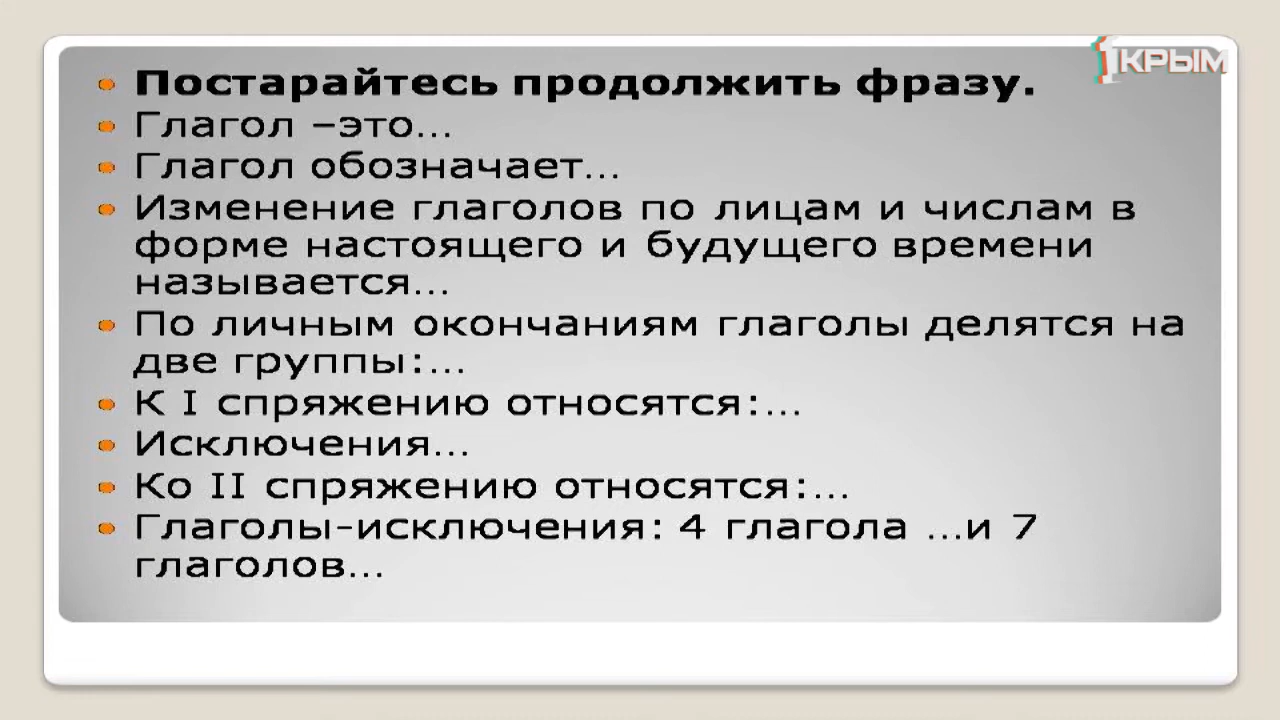 1КРЫМ
Постарайтесь продолжить фразу.
Глагол –это...
Глагол обозначает...
Изменение глаголов по лицам и числам в
форме настоящего и будущего времени
называется...
По личным окончаниям глаголы делятся на
две группы:...
К I спряжению относятся:...
Исключения...
Ко II спряжению относятся:...
Глаголы-исключения: 4 глагола ...и 7
глаголов...